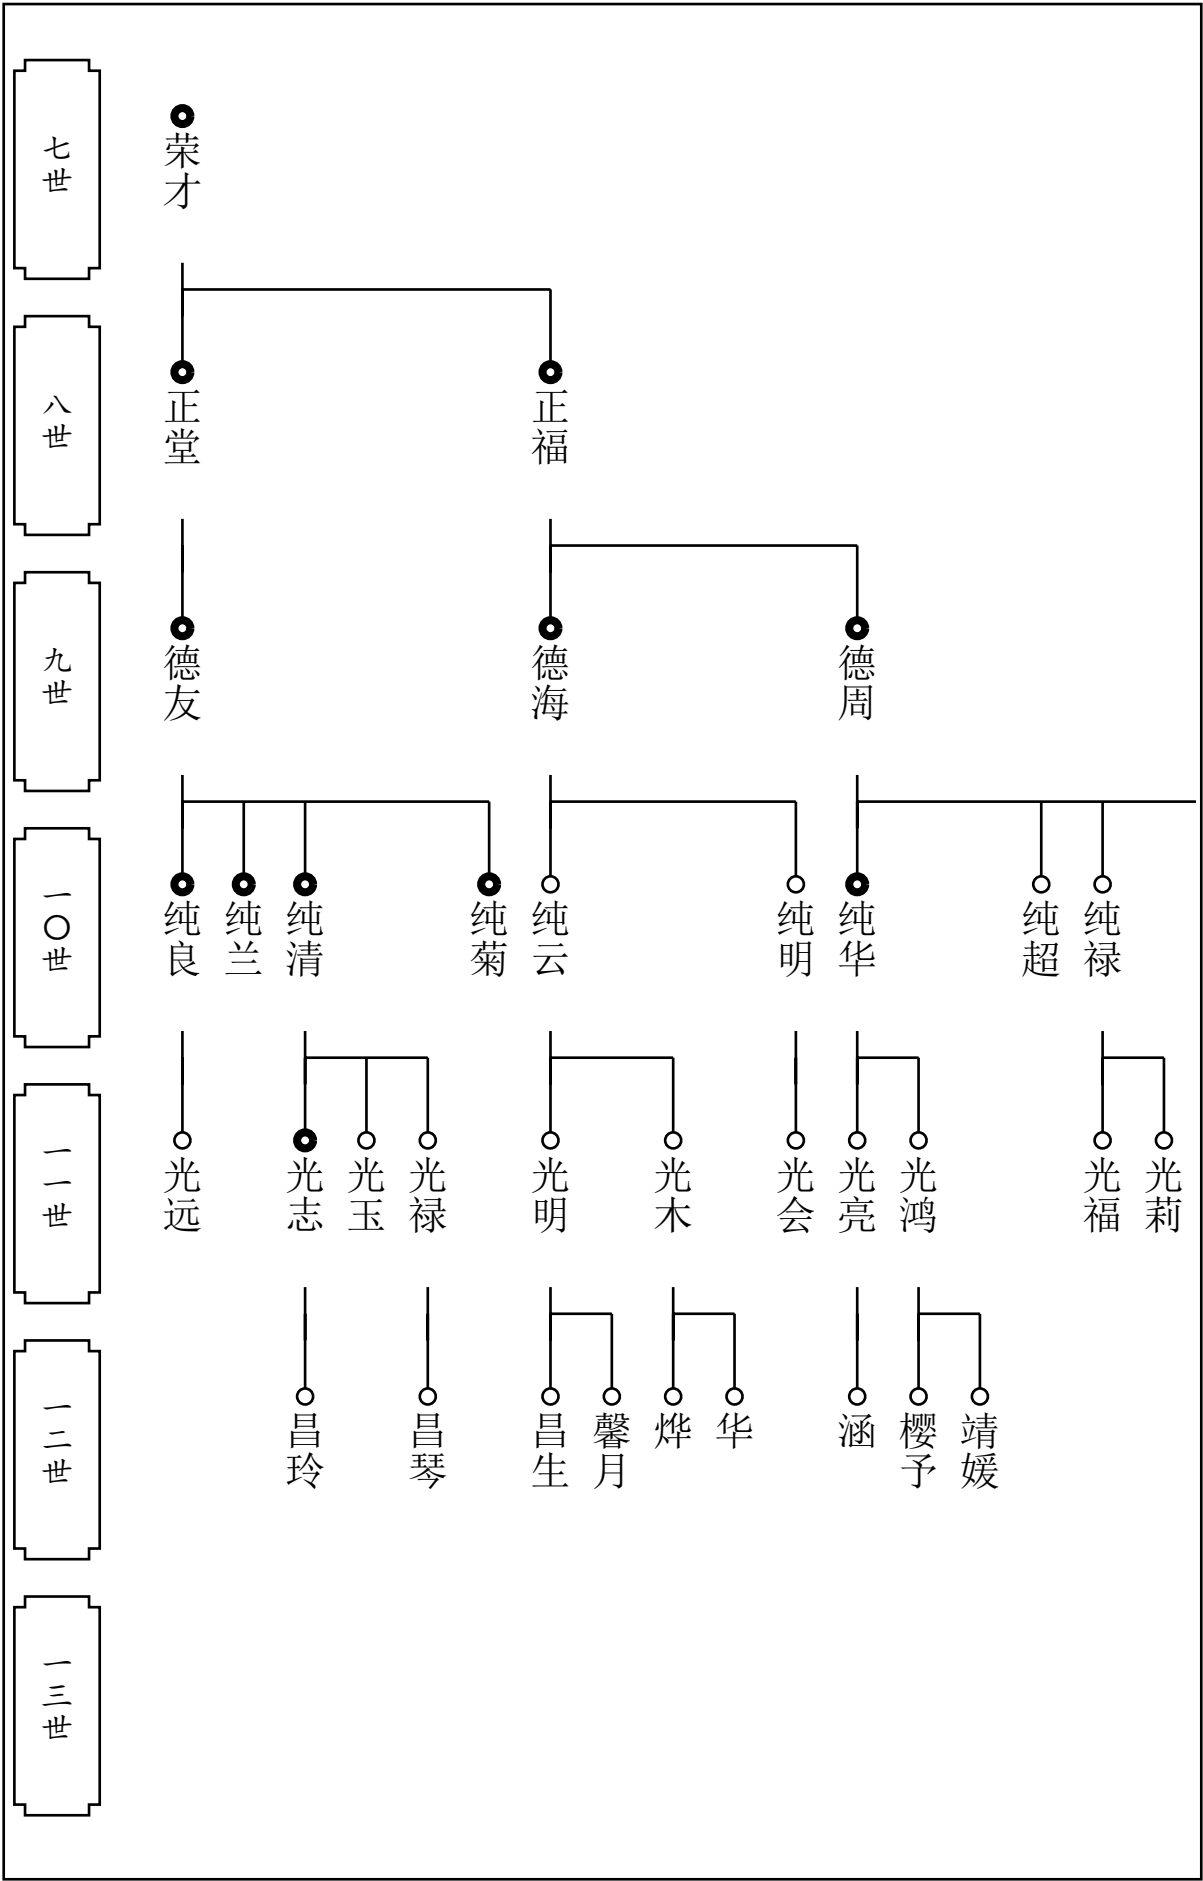 七世
荣才
八世
正堂
正福
九世
德友
德海
德周
一〇世
纯良
纯兰
纯清
纯菊
纯云
纯明
纯华
纯超
纯禄
一一世
光远
光志
光玉
光禄
光明
光木
光会
光亮
光鸿
光福
光莉
一二世
昌玲
昌琴
昌生
馨月
烨
华
涵
樱予
靖媛
一三世